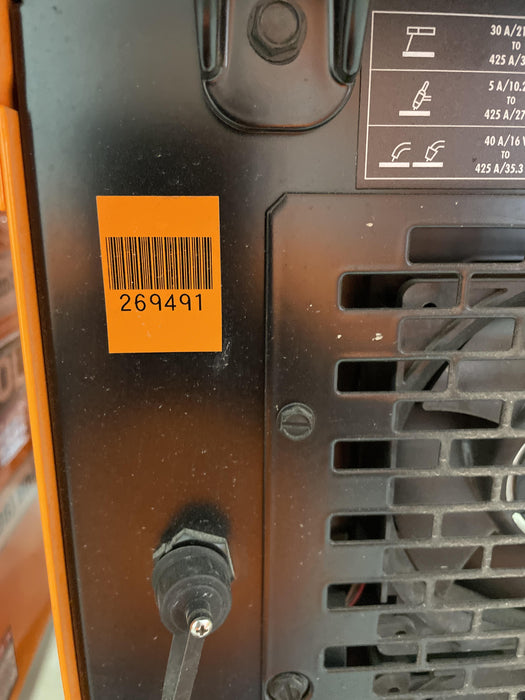 30 A/21
TO
425 A/3
5 A/10.2
TO
425 A/27
40 A/16 V
TO
425 A/35.3
269491